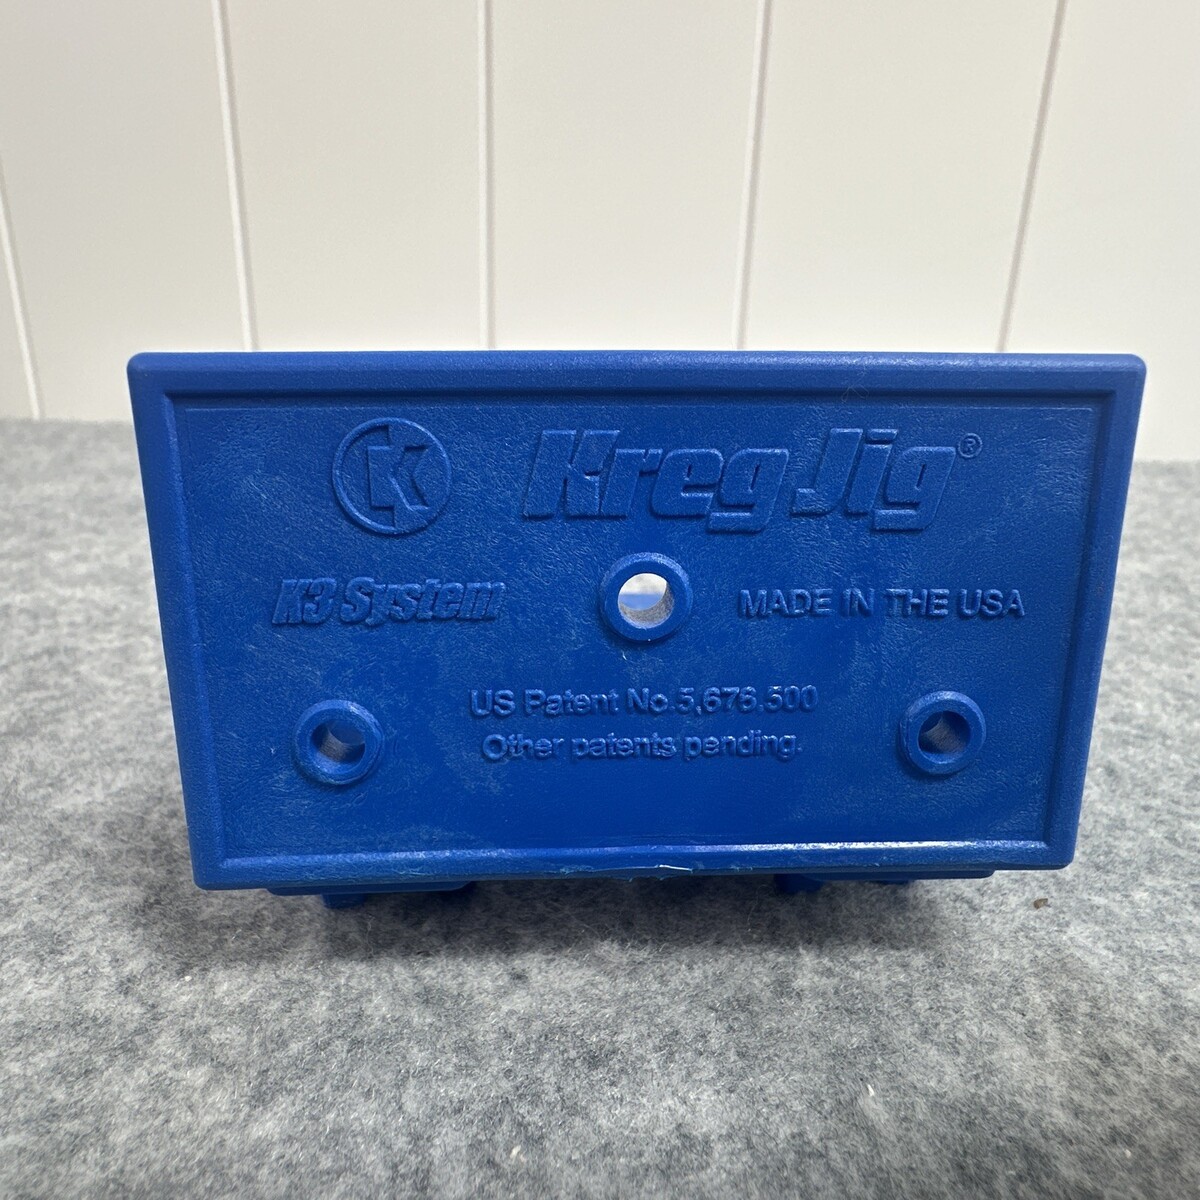 K Kreg Jig®
K3 System MADE IN THE USA
US Patent No. 5,676.500
Other patents pending.